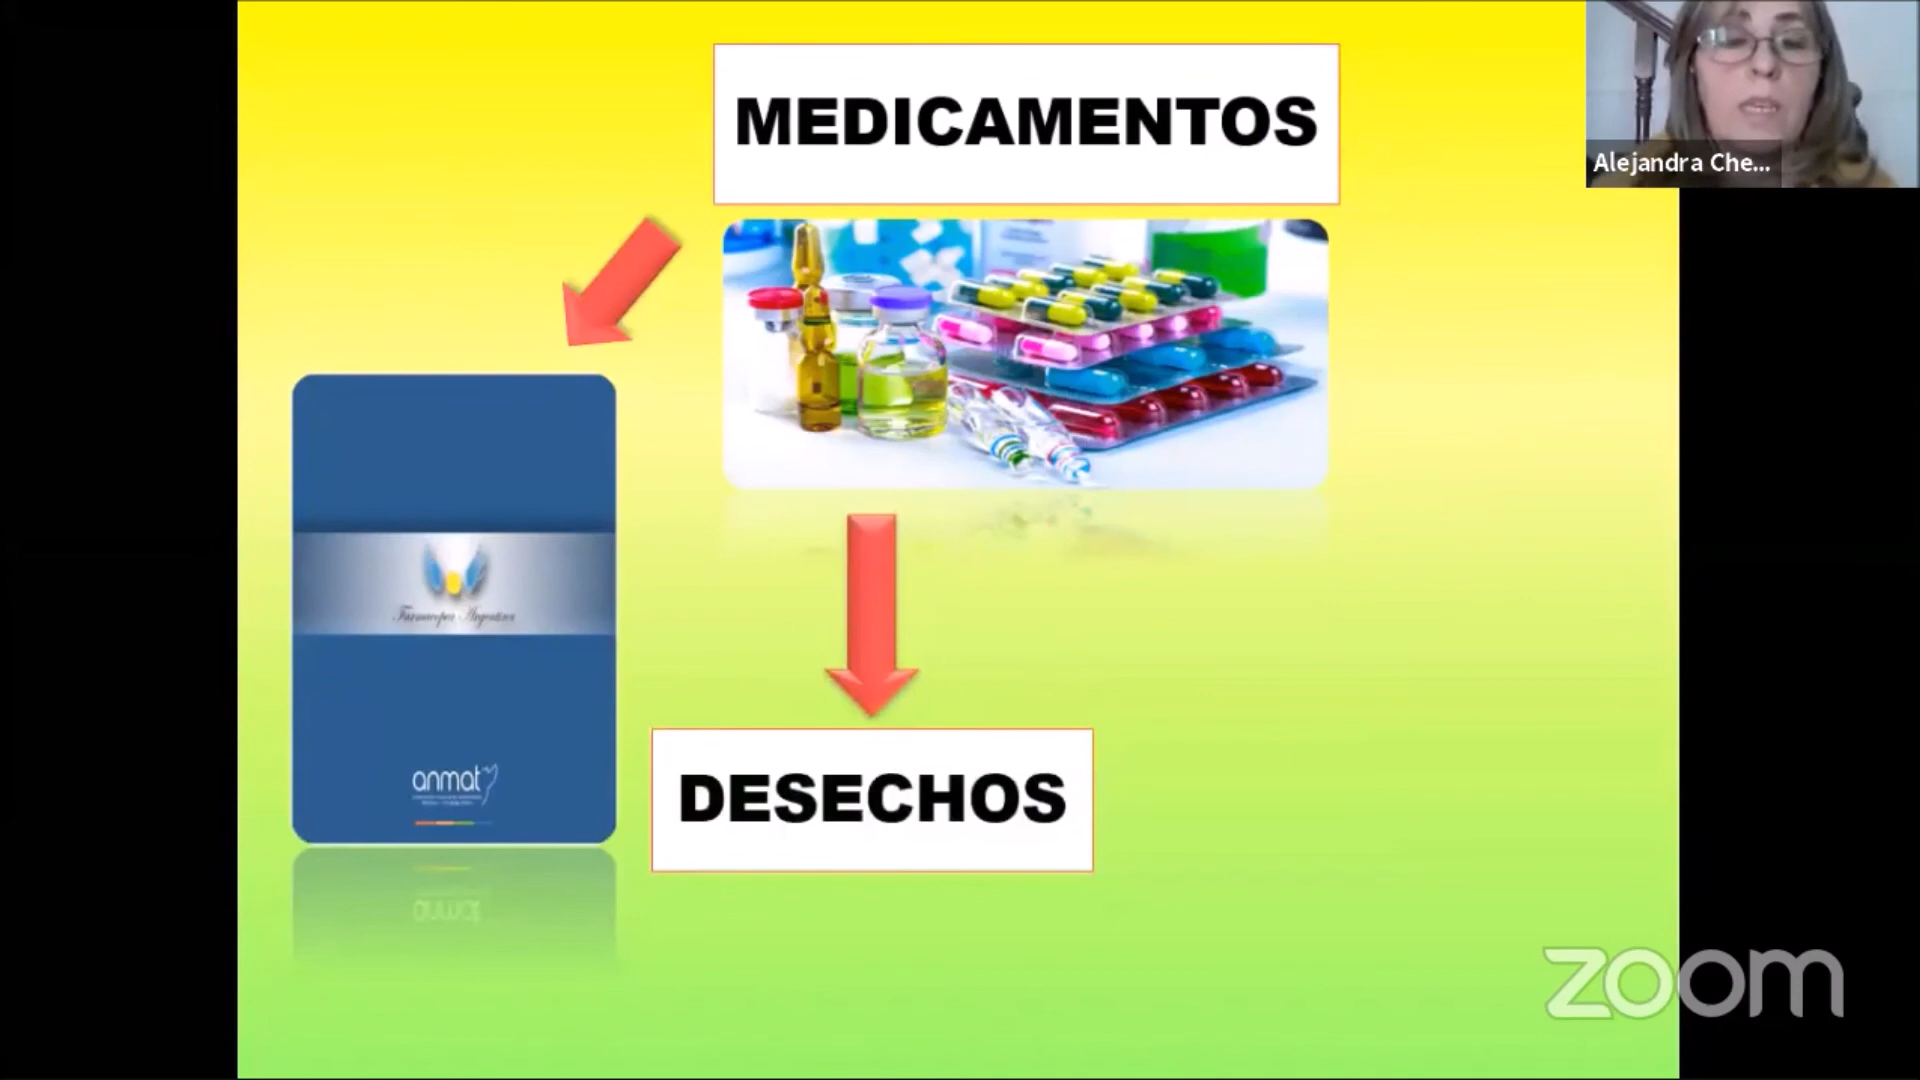 MEDICAMENTOS
Alejandra Che...
Farmacopea Argentina
anmat
DESECHOS
zoom